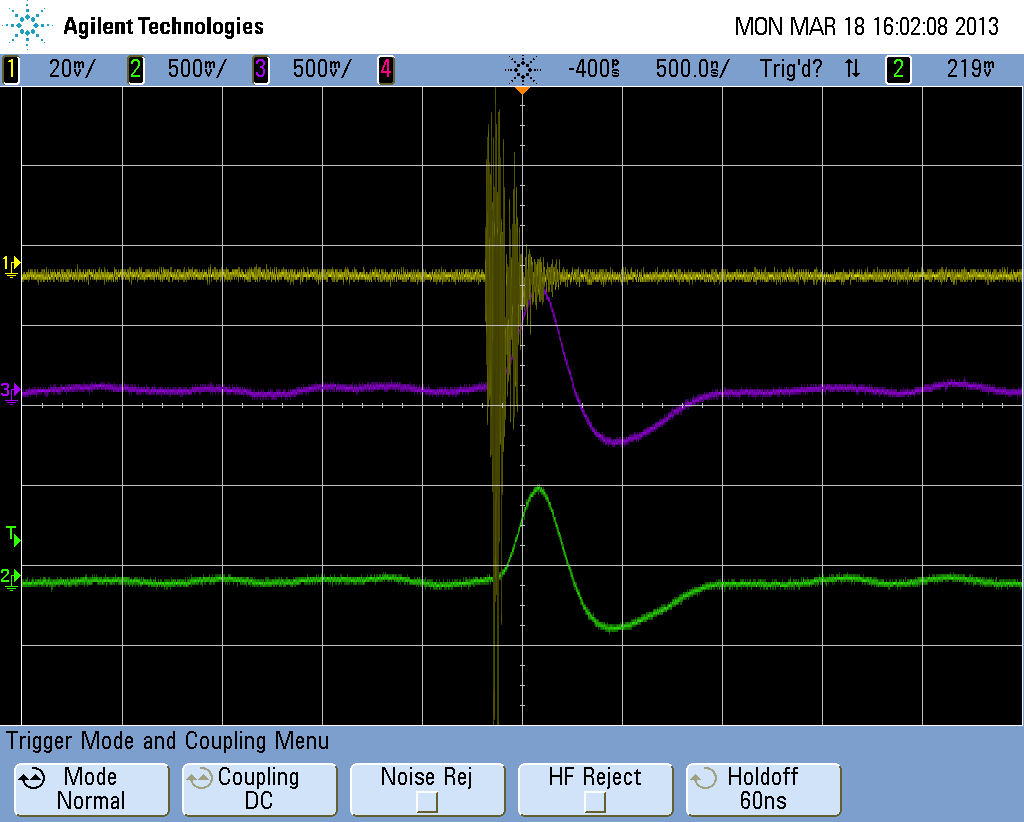 Agilent Technologies MON MAR 18 16:02:08 2013
1 20mV/ 2 500mV/ 3 500mV/ 4 -400ps 500.0ns/ Trig'd? 2 219mV
1
3
T
2
Trigger Mode and Coupling Menu
Mode Coupling Noise Rej HF Reject Holdoff
Normal DC 60ns